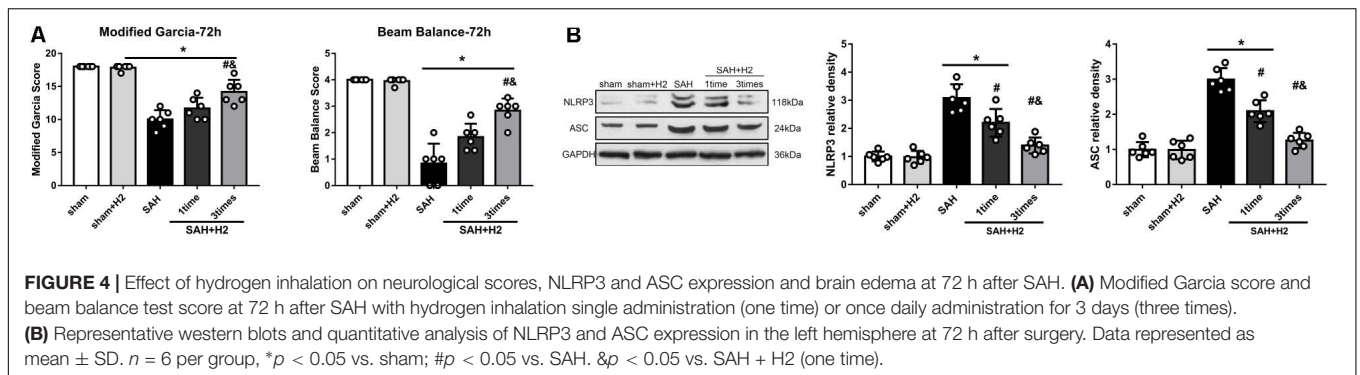 A
Modified Garcia-72h
Modified Garcia Score
20
15
10
5
0
*
#&
sham
sham+H2
SAH
1time
3times
SAH+H2
Beam Balance-72h
Beam Balance Score
5
4
3
2
1
0
*
#&
sham
sham+H2
SAH
1time
3times
SAH+H2
B
SAH+H2
sham sham+H2 SAH 1time 3times
NLRP3 118kDa
ASC 24kDa
GAPDH 36kDa
NLRP3 relative density
5
4
3
2
1
0
*
#
#&
sham
sham+H2
SAH
1time
3times
SAH+H2
ASC relative density
4
3
2
1
0
*
#
#&
sham
sham+H2
SAH
1time
3times
SAH+H2
FIGURE 4 | Effect of hydrogen inhalation on neurological scores, NLRP3 and ASC expression and brain edema at 72 h after SAH. (A) Modified Garcia score and
beam balance test score at 72 h after SAH with hydrogen inhalation single administration (one time) or once daily administration for 3 days (three times).
(B) Representative western blots and quantitative analysis of NLRP3 and ASC expression in the left hemisphere at 72 h after surgery. Data represented as
mean ± SD. n = 6 per group, *p < 0.05 vs. sham; #p < 0.05 vs. SAH. &p < 0.05 vs. SAH + H2 (one time).